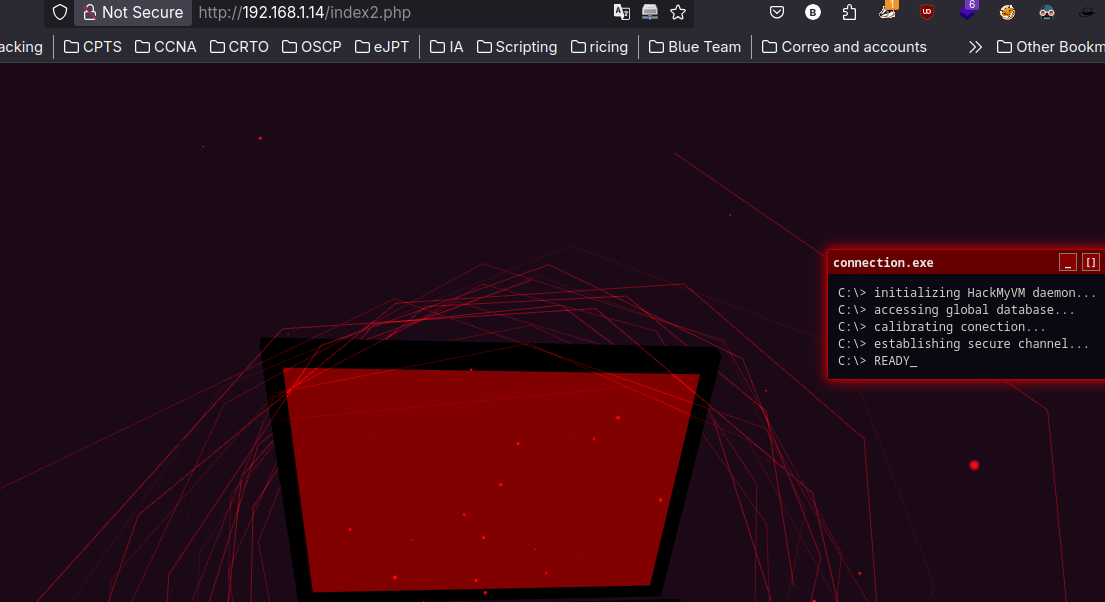 Not Secure http://192.168.1.14/index2.php B 1 UD 6
acking CPTS CCNA CRTO OSCP eJPT IA Scripting ricing Blue Team Correo and accounts Other Bookm
connection.exe _ []
C:\> initializing HackMyVM daemon...
C:\> accessing global database...
C:\> calibrating conection...
C:\> establishing secure channel...
C:\> READY_